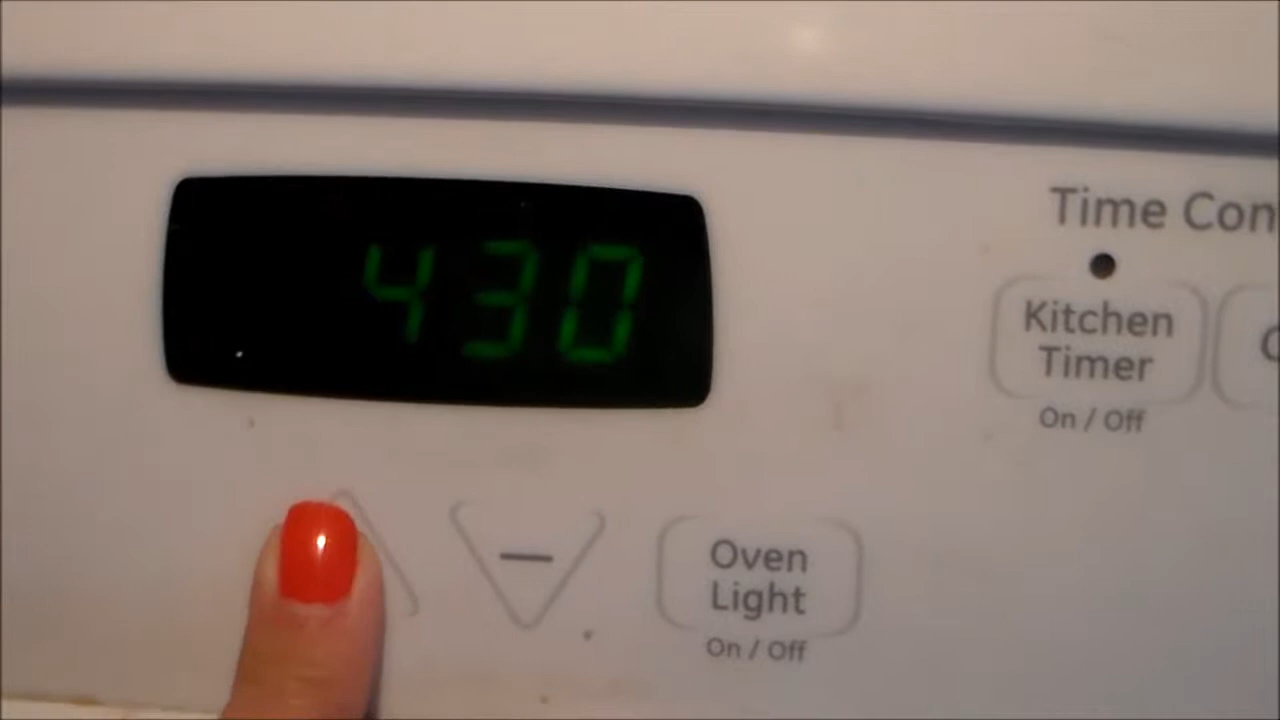 430
Time Con
Kitchen
Timer
On / Off
−
Oven
Light
On / Off